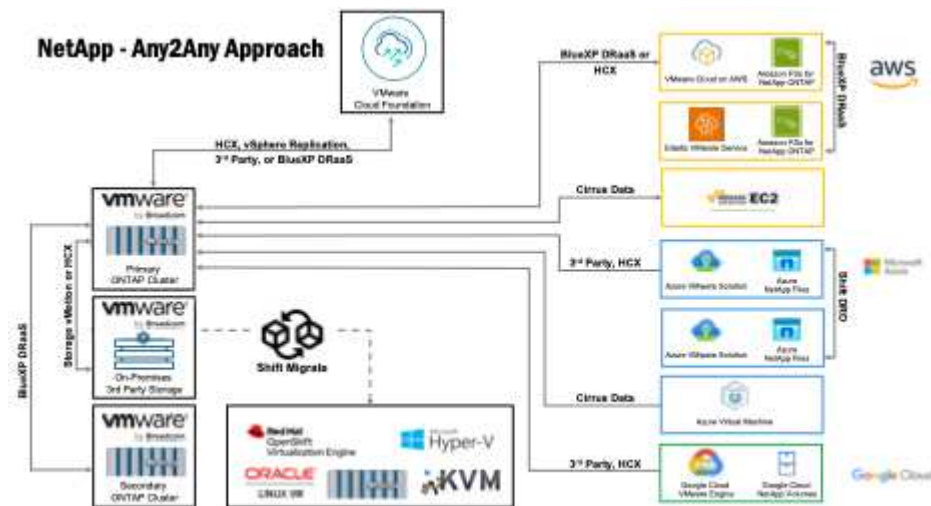 NetApp - Any2Any Approach
VMware
Cloud Foundation
HCX, vSphere Replication,
3rd Party, or BlueXP DRaaS
vmware®
by Broadcom
Primary
ONTAP Cluster
vmware®
by Broadcom
On-Premises
3rd Party Storage
vmware®
by Broadcom
Secondary
ONTAP Cluster
BlueXP DRaaS
Storage vMotion or HCX
Shift Migrate
Red Hat
OpenShift
Virtualization Engine
Microsoft
Hyper-V
ORACLE
LINUX VM
KVM
BlueXP DRaaS or
HCX
VMware Cloud on AWS
Amazon FSx for
NetApp ONTAP
Elastic VMware Service
Amazon FSx for
NetApp ONTAP
BlueXP DRaaS
aws
Cirrus Data
EC2
3rd Party, HCX
Azure VMware Solution
Azure
NetApp Files
Azure VMware Solution
Azure
NetApp Files
Shift DRO
Microsoft
Azure
Cirrus Data
Azure Virtual Machine
3rd Party, HCX
Google Cloud
VMware Engine
Google Cloud
NetApp Volumes
Google Cloud